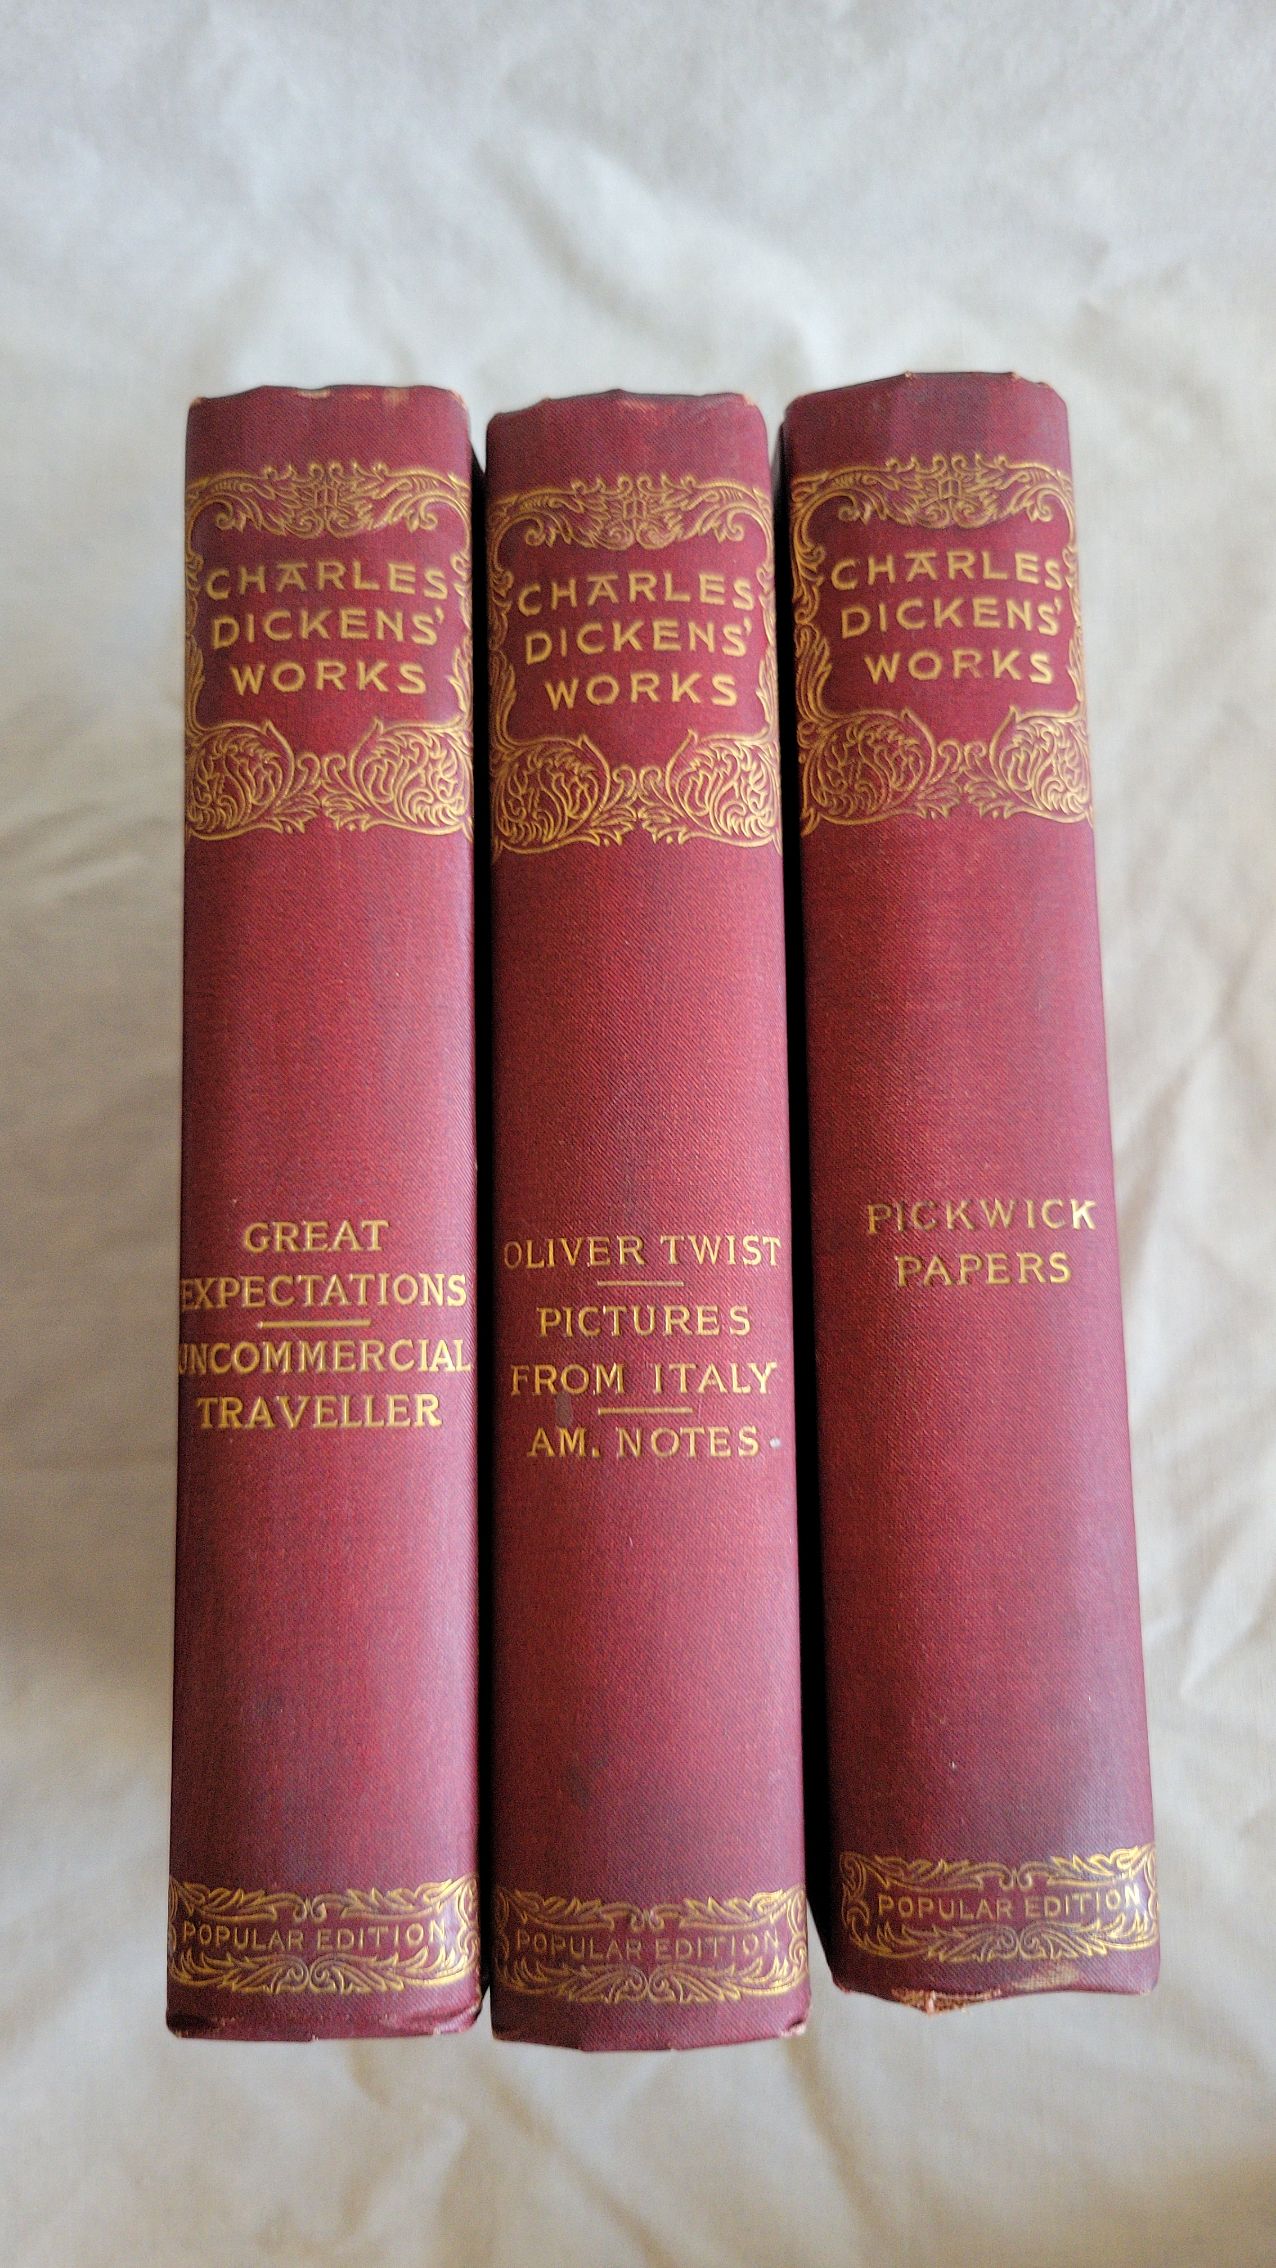 CHARLES
DICKENS'
WORKS
GREAT
EXPECTATIONS
UNCOMMERCIAL
TRAVELLER
POPULAR EDITION
CHARLES
DICKENS'
WORKS
OLIVER TWIST
PICTURES
FROM ITALY
AM. NOTES
POPULAR EDITION
CHARLES
DICKENS'
WORKS
PICKWICK
PAPERS
POPULAR EDITION